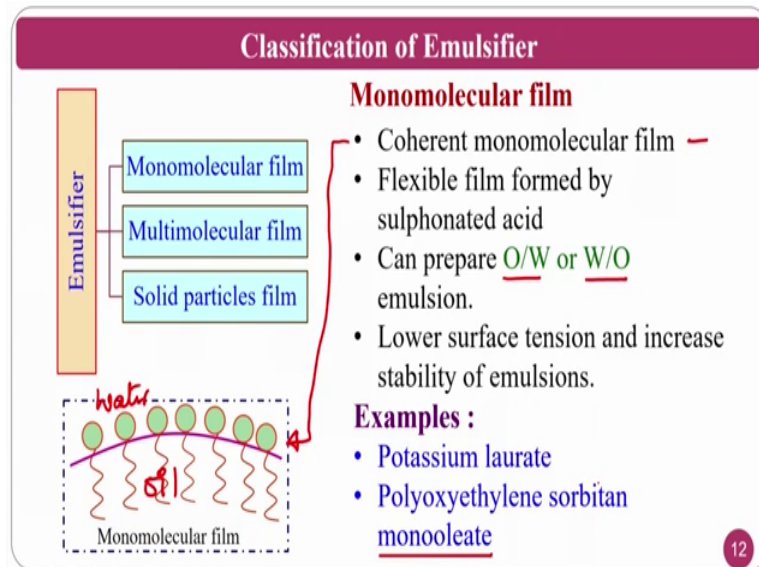 Classification of Emulsifier
Emulsifier
Monomolecular film
Multimolecular film
Solid particles film
water
oil
Monomolecular film
Monomolecular film
• Coherent monomolecular film
• Flexible film formed by
sulphonated acid
• Can prepare O/W or W/O
emulsion.
• Lower surface tension and increase
stability of emulsions.
Examples :
• Potassium laurate
• Polyoxyethylene sorbitan
monooleate
12